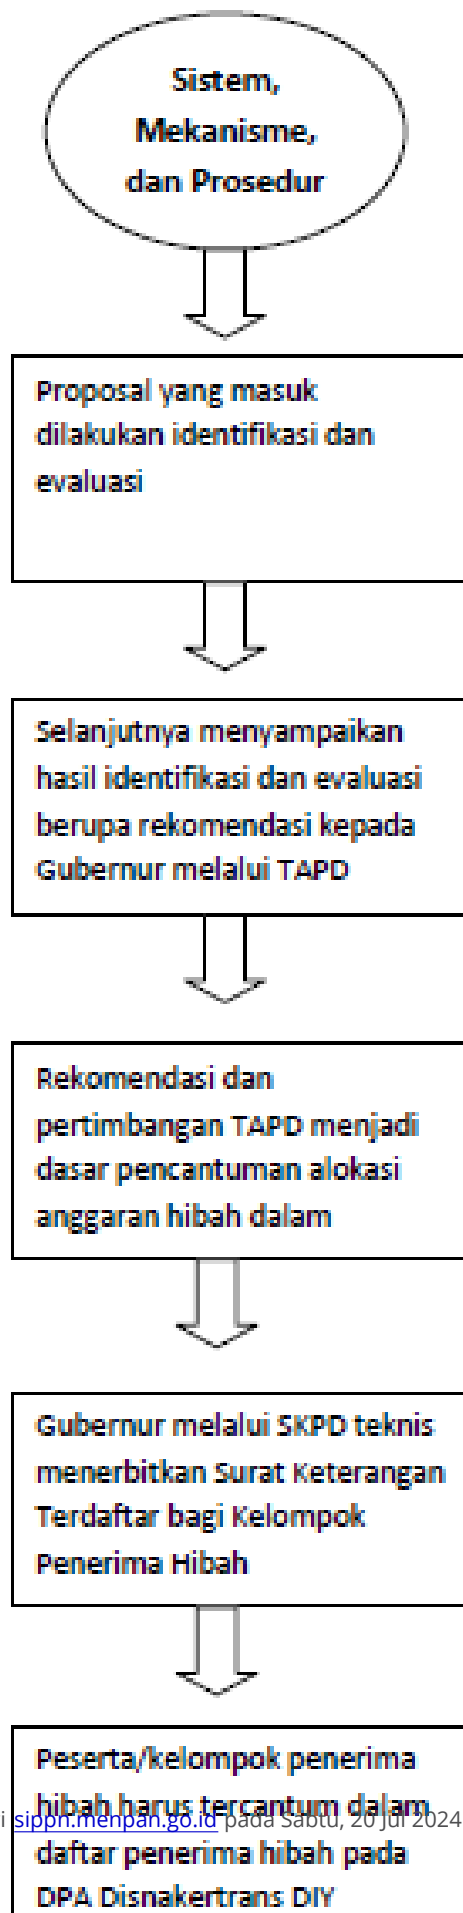 Sistem,
Mekanisme,
dan Prosedur
Proposal yang masuk
dilakukan identifikasi dan
evaluasi
Selanjutnya menyampaikan
hasil identifikasi dan evaluasi
berupa rekomendasi kepada
Gubernur melalui TAPD
Rekomendasi dan
pertimbangan TAPD menjadi
dasar pencantuman alokasi
anggaran hibah dalam
Gubernur melalui SKPD teknis
menerbitkan Surat Keterangan
Terdaftar bagi Kelompok
Penerima Hibah
Peserta/kelompok penerima
hibah harus tercantum dalam
i sippn.menpan.go.id pada Sabtu, 20 Jul 2024
daftar penerima hibah pada
DPA Disnakertrans DIY